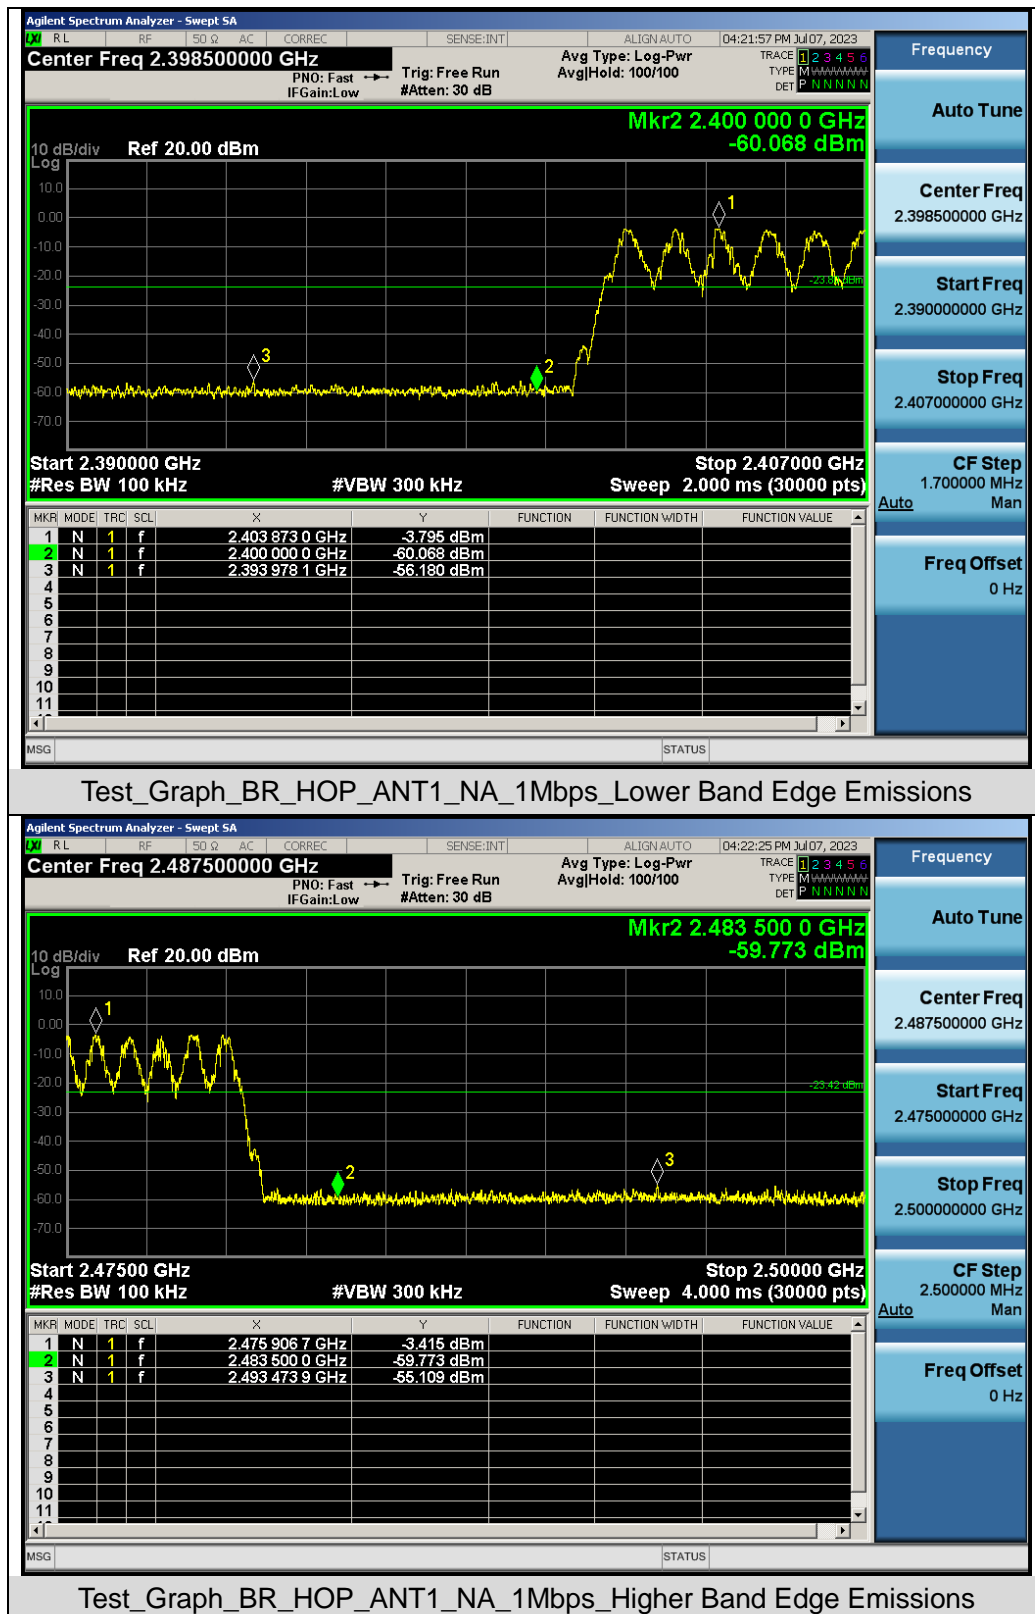 Agilent Spectrum Analyzer - Swept SA
LXI RL RF 50 Ω AC CORREC SENSE:INT ALIGN AUTO 04:21:57 PM Jul 07, 2023
Center Freq 2.398500000 GHz
PNO: Fast
IFGain:Low
Trig: Free Run
#Atten: 30 dB
Avg Type: Log-Pwr
Avg|Hold: 100/100
TRACE 1 2 3 4 5 6
TYPE M WWWWW
DET P N N N N N
Mkr2 2.400 000 0 GHz
-60.068 dBm
10 dB/div Ref 20.00 dBm
Log
10.0
0.00
-10.0
-20.0
-30.0
-40.0
-50.0
-60.0
-70.0
1
2
3
Start 2.390000 GHz Stop 2.407000 GHz
#Res BW 100 kHz #VBW 300 kHz Sweep 2.000 ms (30000 pts)
MKR MODE TRC SCL X Y FUNCTION FUNCTION WIDTH FUNCTION VALUE
1 N 1 f 2.403 873 0 GHz -3.795 dBm
2 N 1 f 2.400 000 0 GHz -60.068 dBm
3 N 1 f 2.393 978 1 GHz -56.180 dBm
4
5
6
7
8
9
10
11
MSG STATUS
Frequency
Auto Tune
Center Freq
2.398500000 GHz
Start Freq
2.390000000 GHz
Stop Freq
2.407000000 GHz
CF Step
1.700000 MHz
Auto Man
Freq Offset
0 Hz
Test_Graph_BR_HOP_ANT1_NA_1Mbps_Lower Band Edge Emissions
Agilent Spectrum Analyzer - Swept SA
LXI RL RF 50 Ω AC CORREC SENSE:INT ALIGN AUTO 04:22:25 PM Jul 07, 2023
Center Freq 2.487500000 GHz
PNO: Fast
IFGain:Low
Trig: Free Run
#Atten: 30 dB
Avg Type: Log-Pwr
Avg|Hold: 100/100
TRACE 1 2 3 4 5 6
TYPE M WWWWW
DET P N N N N N
Mkr2 2.483 500 0 GHz
-59.773 dBm
10 dB/div Ref 20.00 dBm
Log
10.0
0.00
-10.0
-20.0
-30.0
-40.0
-50.0
-60.0
-70.0
1
-23.42 dBm
2
3
Start 2.47500 GHz Stop 2.50000 GHz
#Res BW 100 kHz #VBW 300 kHz Sweep 4.000 ms (30000 pts)
MKR MODE TRC SCL X Y FUNCTION FUNCTION WIDTH FUNCTION VALUE
1 N 1 f 2.475 906 7 GHz -3.415 dBm
2 N 1 f 2.483 500 0 GHz -59.773 dBm
3 N 1 f 2.493 473 9 GHz -55.109 dBm
4
5
6
7
8
9
10
11
MSG STATUS
Frequency
Auto Tune
Center Freq
2.487500000 GHz
Start Freq
2.475000000 GHz
Stop Freq
2.500000000 GHz
CF Step
2.500000 MHz
Auto Man
Freq Offset
0 Hz
Test_Graph_BR_HOP_ANT1_NA_1Mbps_Higher Band Edge Emissions